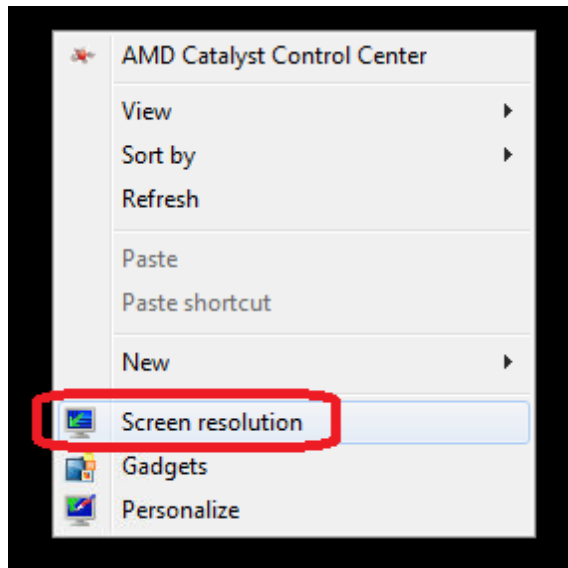 AMD Catalyst Control Center
View
Sort by
Refresh
Paste
Paste shortcut
New
Screen resolution
Gadgets
Personalize